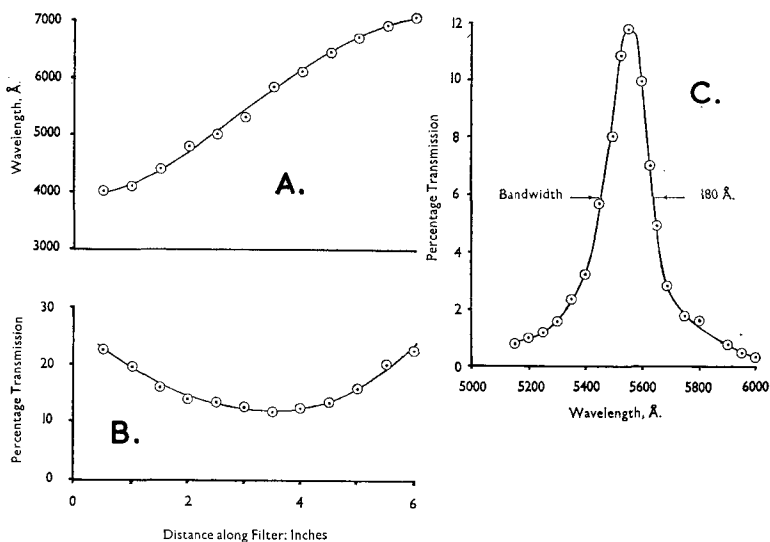 7000
6000
5000
4000
3000
Wavelength, Å.
A.
30
20
10
0
Percentage Transmission
B.
0
2
4
6
Distance along Filter: Inches
12
10
8
6
4
2
0
Percentage Transmission
C.
Bandwidth
180 Å.
5000
5200
5400
5600
5800
6000
Wavelength, Å.